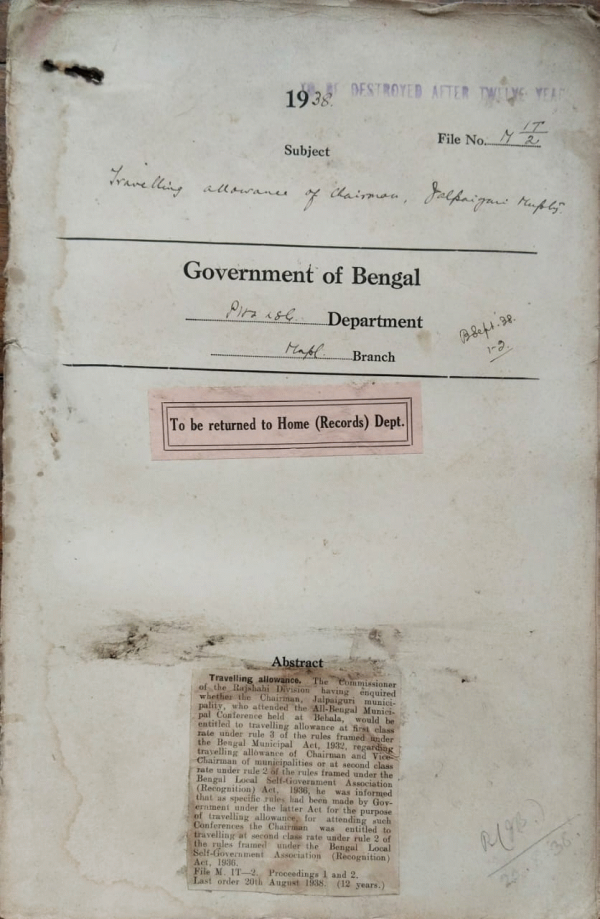 TO BE DESTROYED AFTER TWELVE YEA
1938.
File No. M 1T/2
Subject
Travelling allowance of Chairman, Jalpaiguri Muplty.
Government of Bengal
Department
B Sept. 38.
1-2.
Mupl. Branch
To be returned to Home (Records) Dept.
Abstract
Travelling allowance. The Commissioner
of the Rajshahi Division having enquired
whether the Chairman, Jalpaiguri munici-
pality, who attended the All-Bengal Munici-
pal Conference held at Behala, would be
entitled to travelling allowance at first class
rate under rule 3 of the rules framed under
the Bengal Municipal Act, 1932, regarding
travelling allowance of Chairman and Vice-
Chairman of municipalities or at second class
rate under rule 2 of the rules framed under the
Bengal Local Self-Government Association
(Recognition) Act, 1936, he was informed
that as specific rules had been made by Gov-
ernment under the latter Act for the purpose
of travelling allowance, for attending such
Conferences the Chairman was entitled to
travelling at second class rate under rule 2 of
the rules framed under the Bengal Local
Self-Government Association (Recognition)
Act, 1936.
File M. 1T—2. Proceedings 1 and 2.
Last order 20th August 1938. (12 years.)